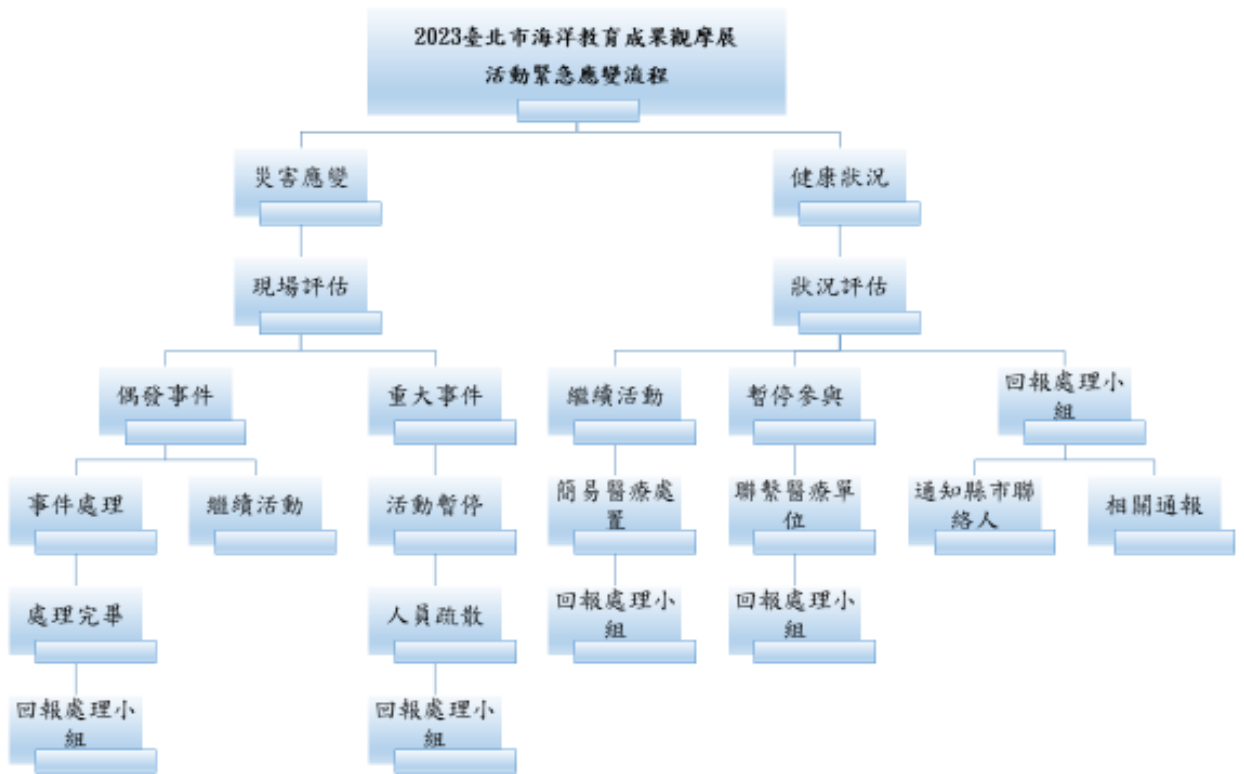 2023臺北市海洋教育成果觀摩展
活動緊急應變流程
災害應變
健康狀況
現場評估
狀況評估
偶發事件
重大事件
繼續活動
暫停參與
回報處理小
組
事件處理
繼續活動
活動暫停
簡易醫療處
置
聯繫醫療單
位
通知縣市聯
絡人
相關通報
處理完畢
人員疏散
回報處理小
組
回報處理小
組
回報處理小
組
回報處理小
組